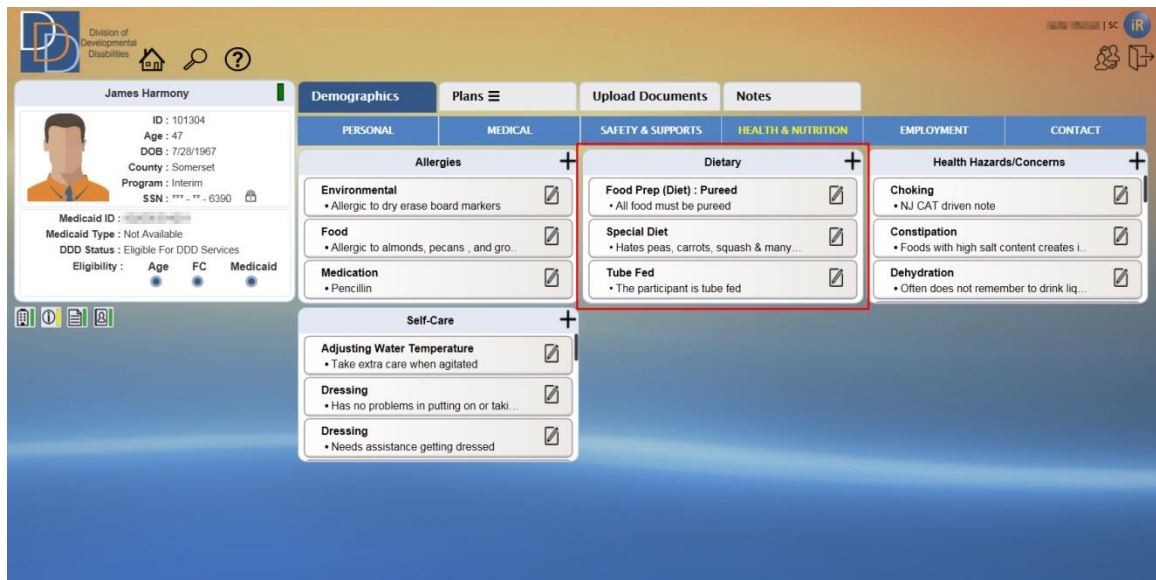 Division of
Developmental
Disabilities
| SC
iR
James Harmony
ID : 101304
Age : 47
DOB : 7/28/1967
County : Somerset
Program : Interim
SSN : *** - ** - 6390
Medicaid ID :
Medicaid Type : Not Available
DDD Status : Eligible For DDD Services
Eligibility : Age FC Medicaid
Demographics Plans ☰ Upload Documents Notes
PERSONAL MEDICAL SAFETY & SUPPORTS HEALTH & NUTRITION EMPLOYMENT CONTACT
Allergies +
Environmental
• Allergic to dry erase board markers
Food
• Allergic to almonds, pecans , and gro..
Medication
• Pencillin
Dietary +
Food Prep (Diet) : Pureed
• All food must be pureed
Special Diet
• Hates peas, carrots, squash & many...
Tube Fed
• The participant is tube fed
Health Hazards/Concerns +
Choking
• NJ CAT driven note
Constipation
• Foods with high salt content creates i..
Dehydration
• Often does not remember to drink liq...
Self-Care +
Adjusting Water Temperature
• Take extra care when agitated
Dressing
• Has no problems in putting on or taki...
Dressing
• Needs assistance getting dressed